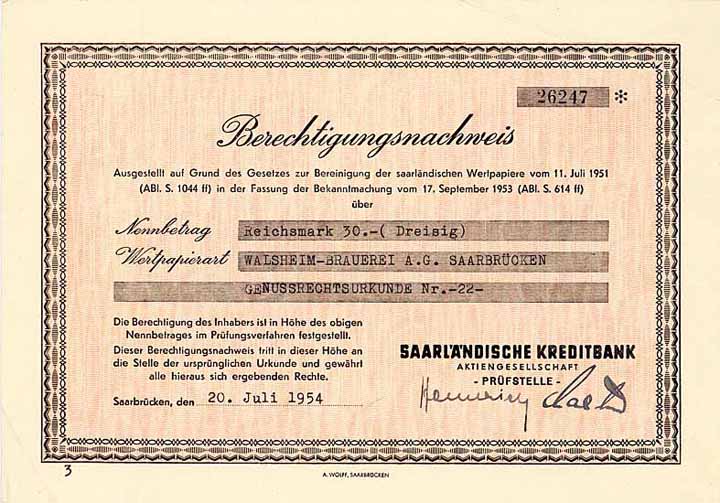 26247 *
Berechtigungsnachweis
Ausgestellt auf Grund des Gesetzes zur Bereinigung der saarländischen Wertpapiere vom 11. Juli 1951
(ABl. S. 1044 ff) in der Fassung der Bekanntmachung vom 17. September 1953 (ABl. S. 614 ff)
über
Nennbetrag Reichsmark 30.-( Dreisig)
Wertpapierart WALSHEIM-BRAUEREI A.G. SAARBRÜCKEN
GENUSSRECHTSURKUNDE Nr.-22-
Die Berechtigung des Inhabers ist in Höhe des obigen
Nennbetrages im Prüfungsverfahren festgestellt.
Dieser Berechtigungsnachweis tritt in dieser Höhe an
die Stelle der ursprünglichen Urkunde und gewährt
alle hieraus sich ergebenden Rechte.
Saarbrücken, den 20. Juli 1954
SAARLÄNDISCHE KREDITBANK
AKTIENGESELLSCHAFT
- PRÜFSTELLE -
3
A. WOLFF, SAARBRÜCKEN